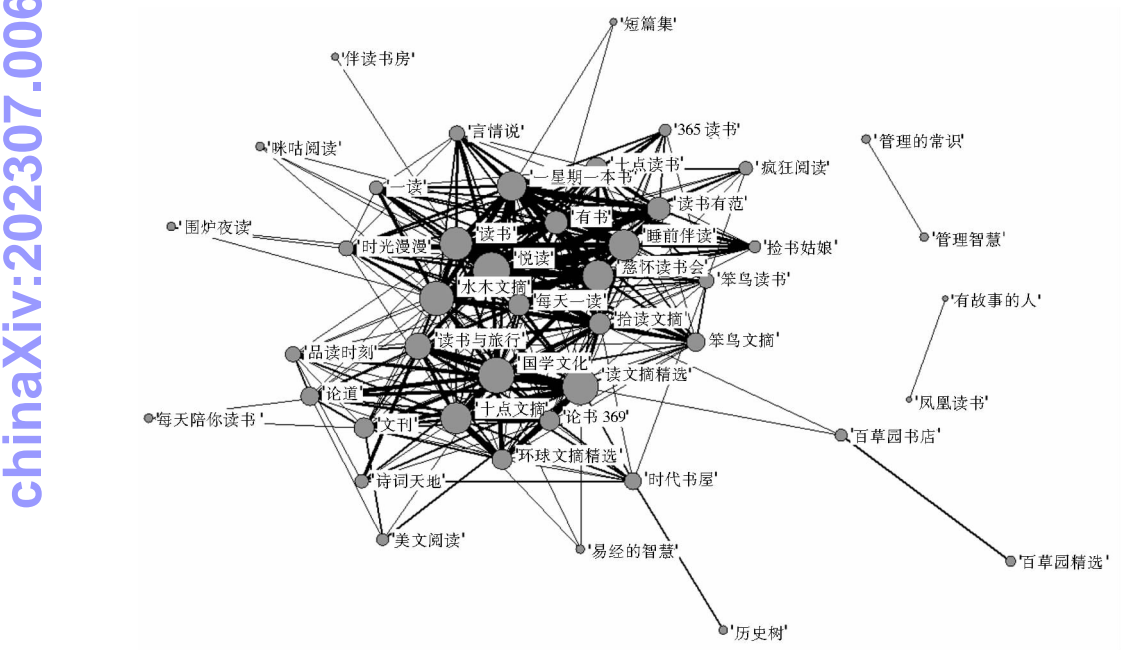 chinaXiv:202307.006
'短篇集'
'伴读书房'
'言情说'
'365 读书'
'管理的常识'
'咪咕阅读'
'十点读书'
'疯狂阅读'
'一星期一本书'
'一读'
'读书有范'
'有书'
'围炉夜读'
'读书'
'睡前伴读'
'管理智慧'
'时光漫漫'
'捡书姑娘'
'悦读'
'慈怀读书会'
'笨鸟读书'
'水木文摘'
'每天一读'
'有故事的人'
'拾读文摘'
'读书与旅行'
'笨鸟文摘'
'品读时刻'
'国学文化'
'读文摘精选'
'论道'
'凤凰读书'
'十点文摘'
'论书 369'
'每天陪你读书 '
'文刊'
'百草园书店'
'环球文摘精选'
'诗词天地'
'时代书屋'
'美文阅读'
'易经的智慧'
'百草园精选'
'历史树'